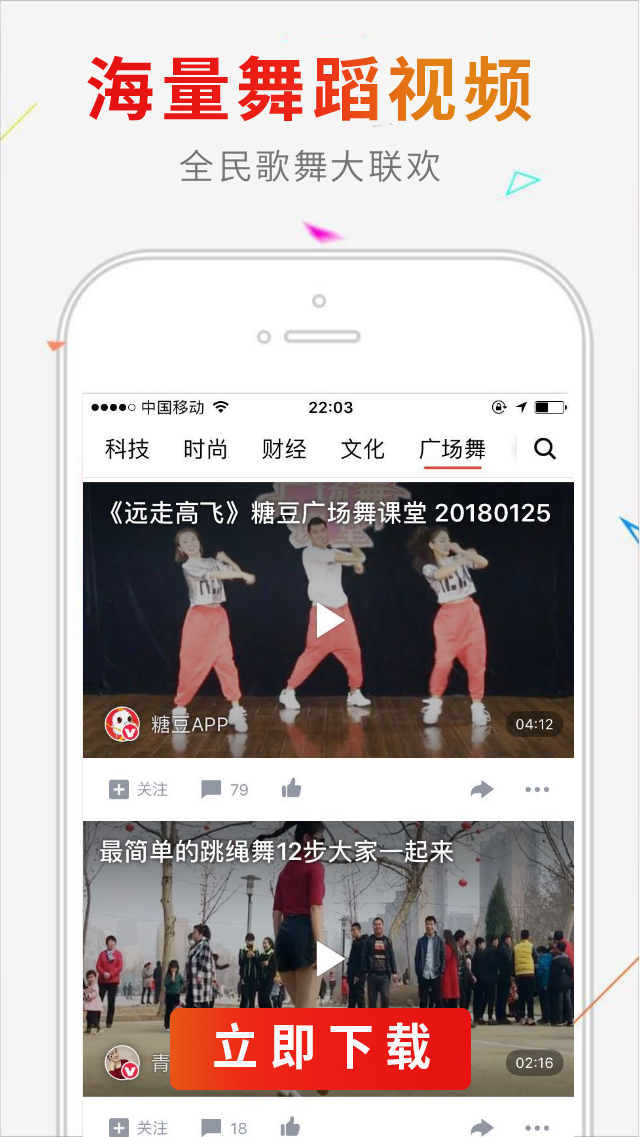 海量舞蹈视频
全民歌舞大联欢
中国移动 22:03
科技 时尚 财经 文化 广场舞
《远走高飞》糖豆广场舞课堂 20180125
糖豆APP 04:12
关注 79
最简单的跳绳舞12步大家一起来
青 02:16
立即下载
关注 18